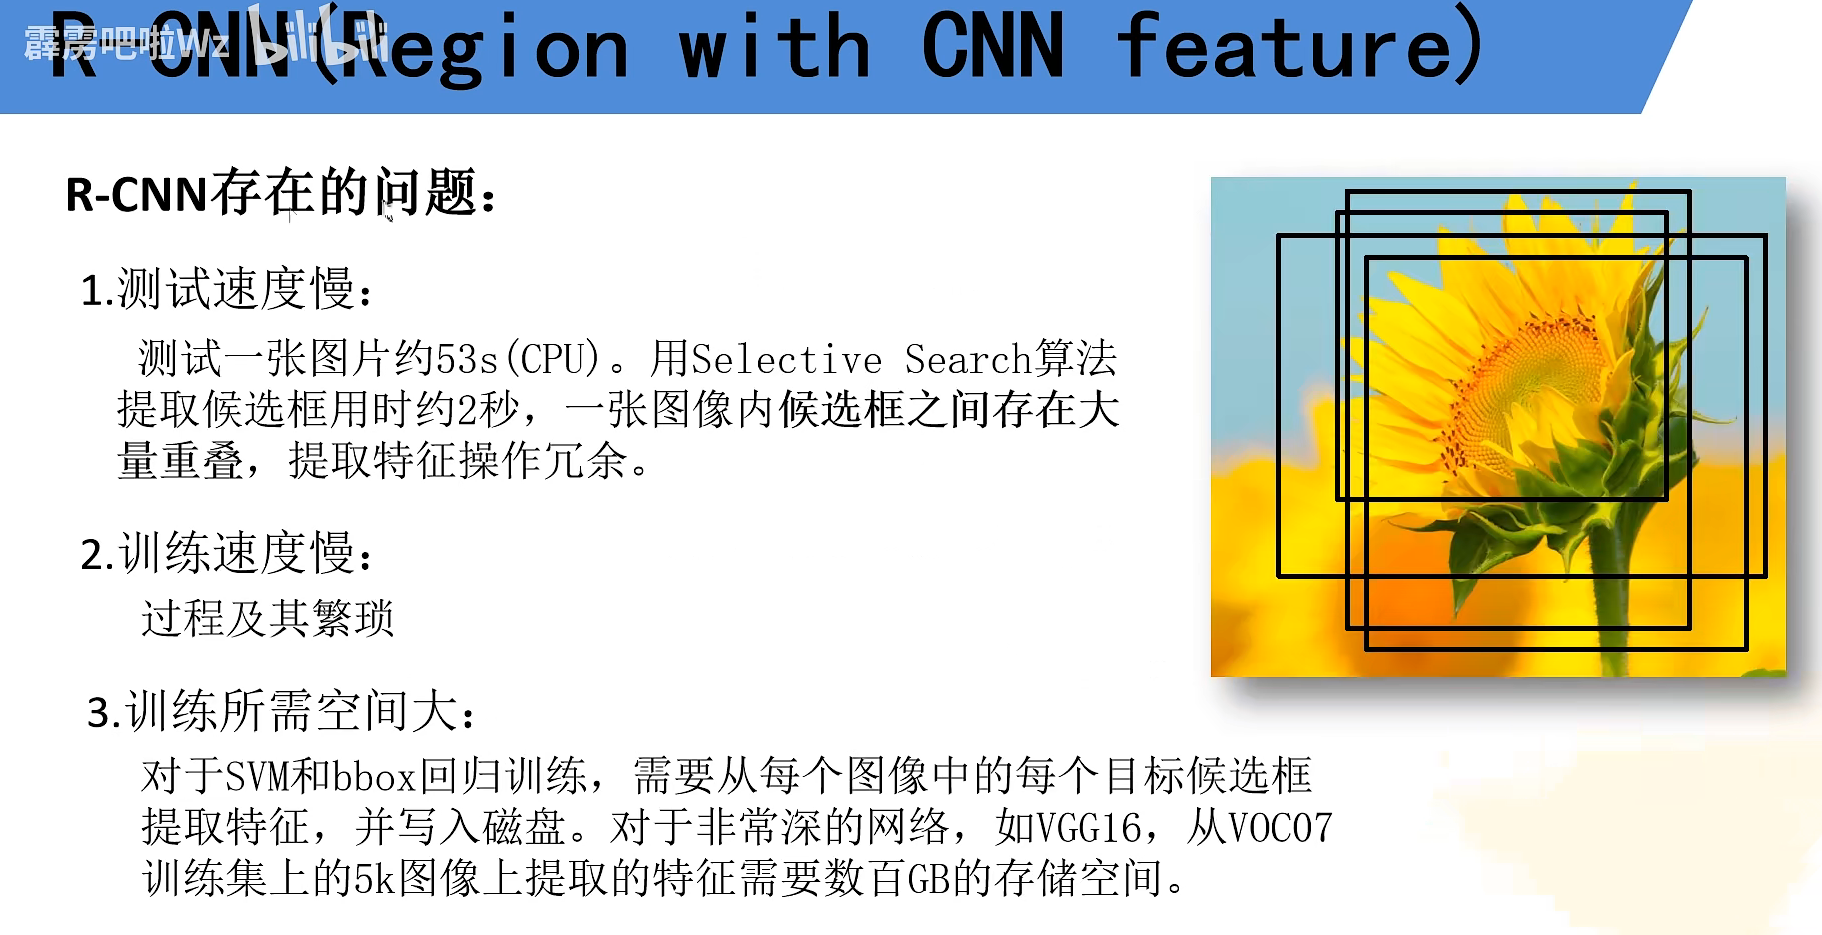 霹雳吧啦Wz bilibili
R-CNN(Region with CNN feature)
R-CNN存在的问题：
1.测试速度慢：
测试一张图片约53s(CPU)。用Selective Search算法
提取候选框用时约2秒，一张图像内候选框之间存在大
量重叠，提取特征操作冗余。
2.训练速度慢：
过程及其繁琐
3.训练所需空间大：
对于SVM和bbox回归训练，需要从每个图像中的每个目标候选框
提取特征，并写入磁盘。对于非常深的网络，如VGG16，从VOC07
训练集上的5k图像上提取的特征需要数百GB的存储空间。